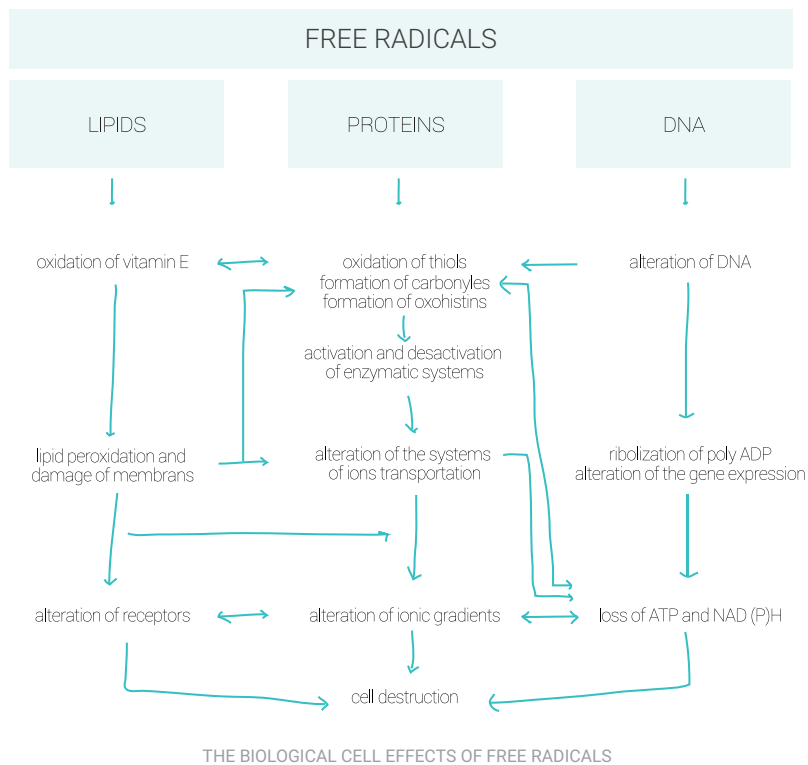 FREE RADICALS
LIPIDS
PROTEINS
DNA
oxidation of vitamin E
oxidation of thiols
formation of carbonyles
formation of oxohistins
alteration of DNA
activation and desactivation
of enzymatic systems
lipid peroxidation and
damage of membrans
alteration of the systems
of ions transportation
ribolization of poly ADP
alteration of the gene expression
alteration of receptors
alteration of ionic gradients
loss of ATP and NAD (P)H
cell destruction
THE BIOLOGICAL CELL EFFECTS OF FREE RADICALS